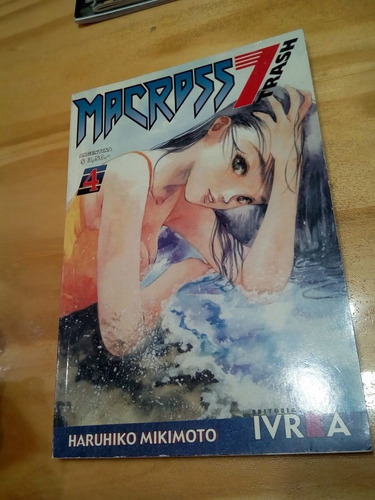 MACROSS 7
TRASH
4
HARUHIKO MIKIMOTO
EDITORIAL
IVREA